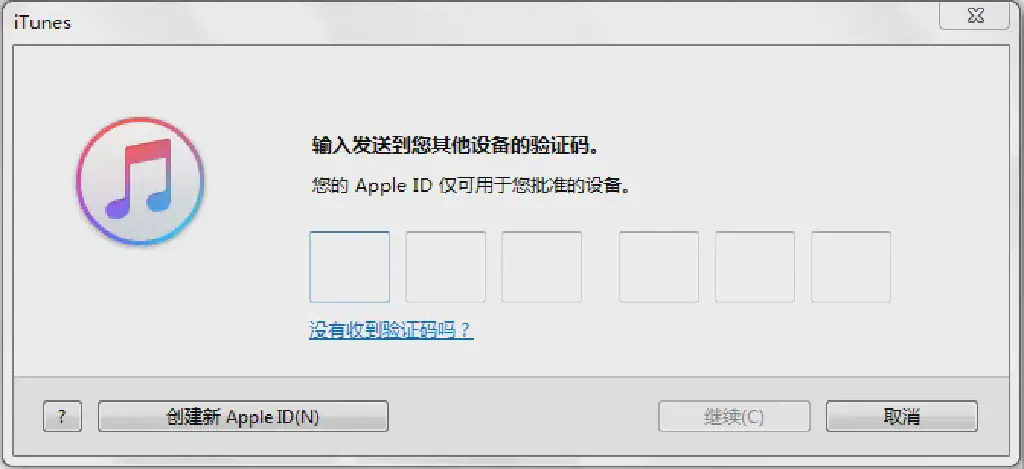 iTunes
输入发送到您其他设备的验证码。
您的 Apple ID 仅可用于您批准的设备。
没有收到验证码吗？
? 创建新 Apple ID(N) 继续(C) 取消